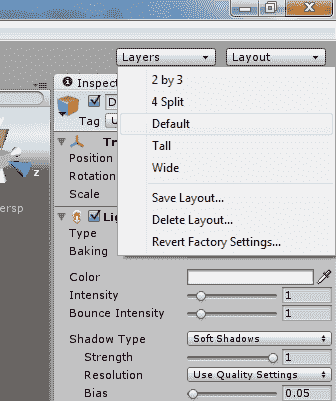 Layers Layout
Inspec 2 by 3
4 Split
Default
Tall
Wide
Save Layout...
Delete Layout...
Revert Factory Settings...
D
Tag U
Tr
Position
Rotation
Scale
Lig
Type
Baking
Color
Intensity 1
Bounce Intensity 1
Shadow Type Soft Shadows
Strength 1
Resolution Use Quality Settings
Bias 0.05
z
ersp